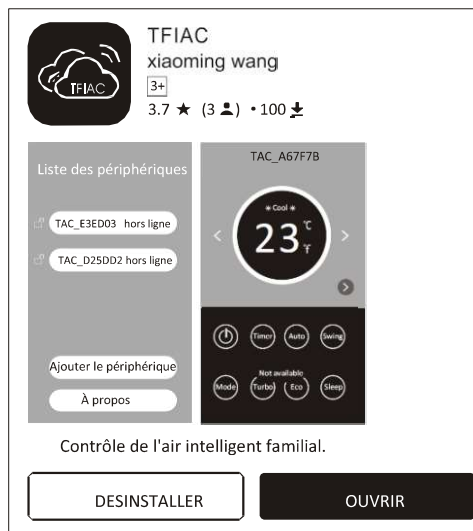 TFIAC
TFIAC
xiaoming wang
3+
3.7 ★ (3 👤) • 100 ⬇
Liste des périphériques
TAC_E3ED03 hors ligne
TAC_D25DD2 hors ligne
Ajouter le périphérique
À propos
TAC_A67F7B
Cool
23 ℃
℉
Timer Auto Swing
Not available
Mode Turbo Eco Sleep
Contrôle de l'air intelligent familial.
DESINSTALLER OUVRIR